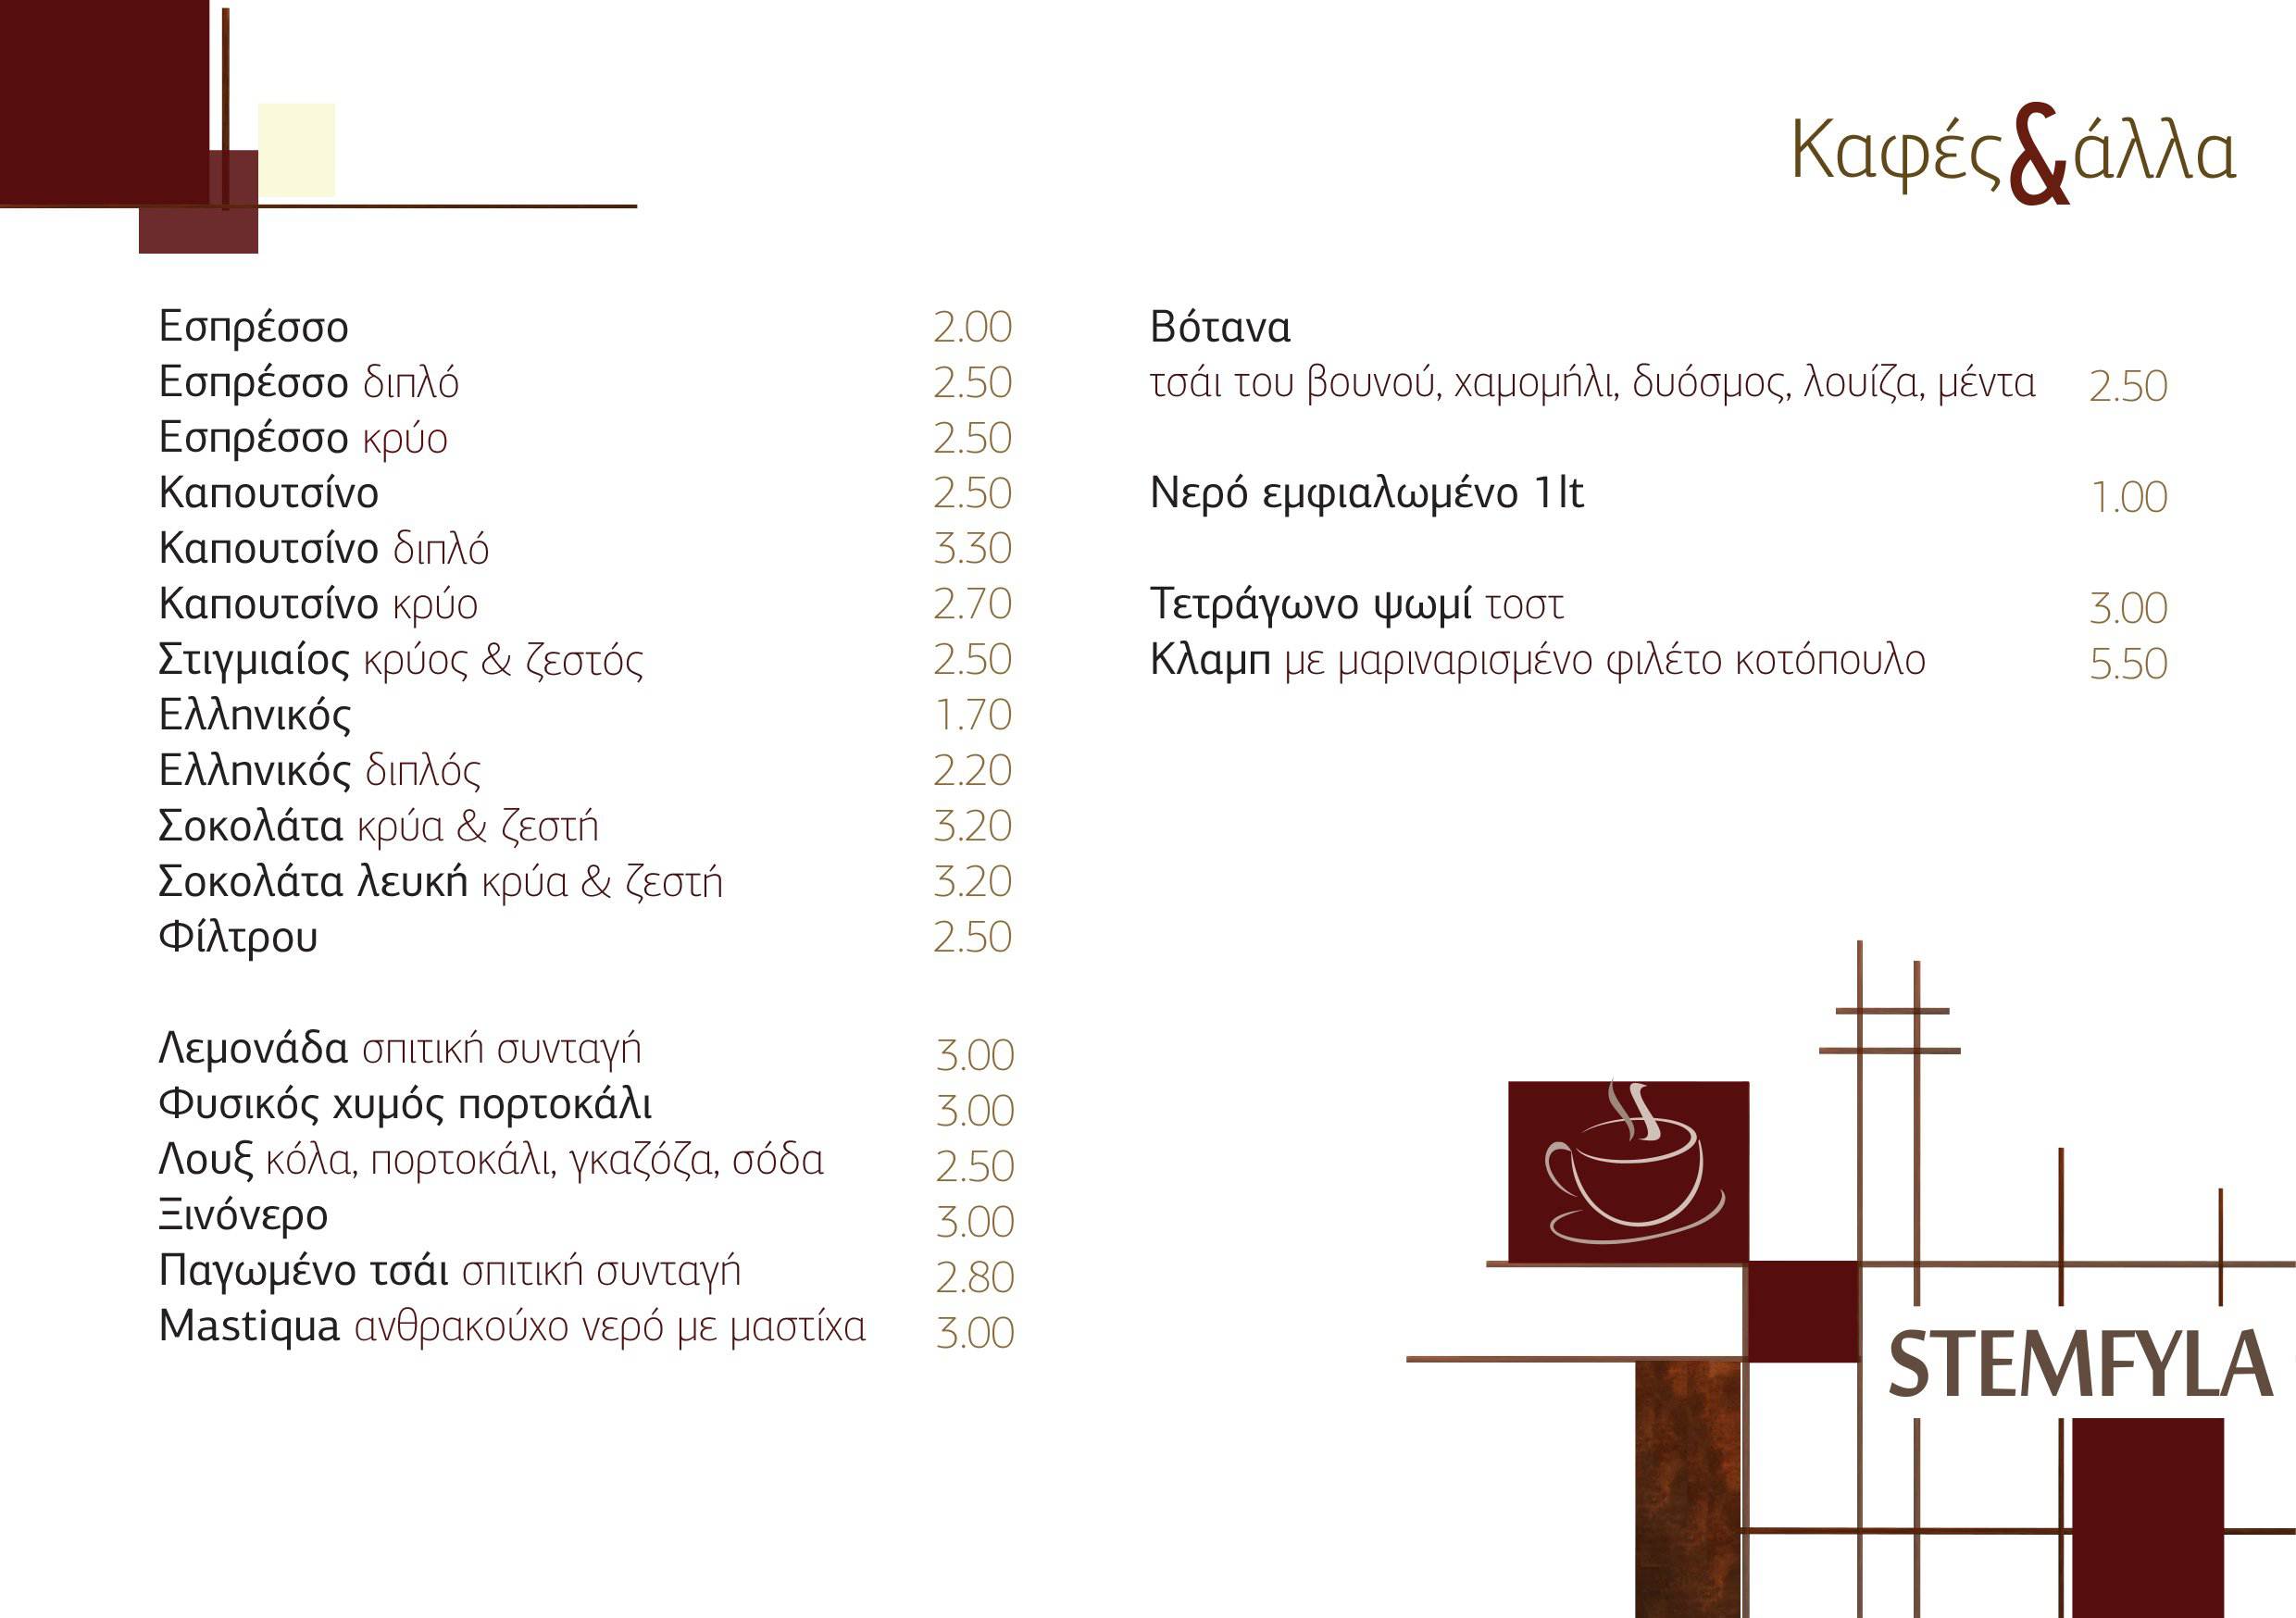 Καφές&άλλα
Εσπρέσσο 2.00
Εσπρέσσο διπλό 2.50
Εσπρέσσο κρύο 2.50
Καπουτσίνο 2.50
Καπουτσίνο διπλό 3.30
Καπουτσίνο κρύο 2.70
Στιγμιαίος κρύος & ζεστός 2.50
Ελληνικός 1.70
Ελληνικός διπλός 2.20
Σοκολάτα κρύα & ζεστή 3.20
Σοκολάτα λευκή κρύα & ζεστή 3.20
Φίλτρου 2.50
Λεμονάδα σπιτική συνταγή 3.00
Φυσικός χυμός πορτοκάλι 3.00
Λουξ κόλα, πορτοκάλι, γκαζόζα, σόδα 2.50
Ξινόνερο 3.00
Παγωμένο τσάι σπιτική συνταγή 2.80
Mastiqua ανθρακούχο νερό με μαστίχα 3.00
Βότανα
τσάι του βουνού, χαμομήλι, δυόσμος, λουίζα, μέντα 2.50
Νερό εμφιαλωμένο 1lt 1.00
Τετράγωνο ψωμί τοστ 3.00
Κλαμπ με μαριναρισμένο φιλέτο κοτόπουλο 5.50
STEMFYLA